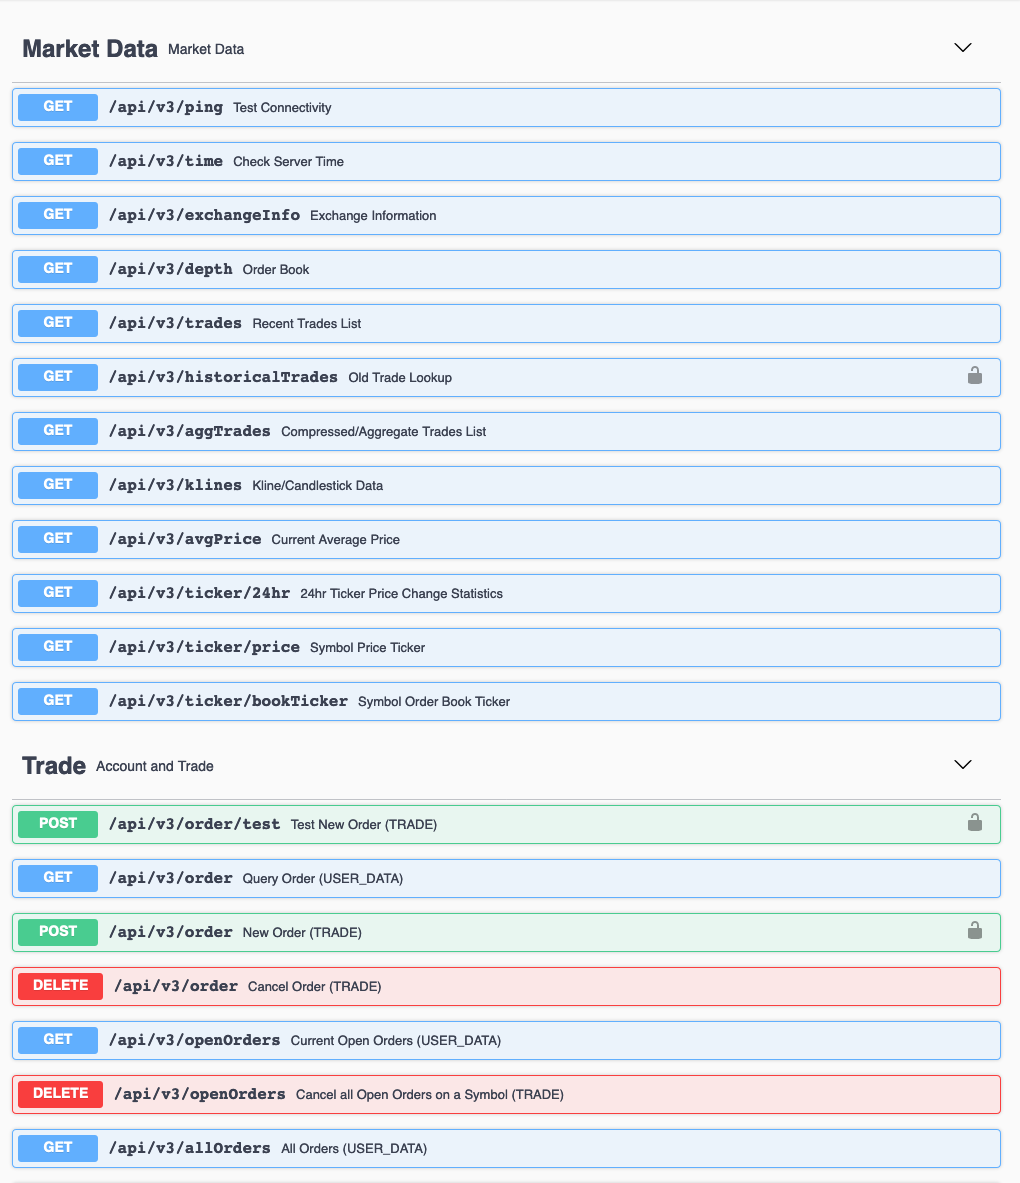 Market Data Market Data
GET /api/v3/ping Test Connectivity
GET /api/v3/time Check Server Time
GET /api/v3/exchangeInfo Exchange Information
GET /api/v3/depth Order Book
GET /api/v3/trades Recent Trades List
GET /api/v3/historicalTrades Old Trade Lookup
GET /api/v3/aggTrades Compressed/Aggregate Trades List
GET /api/v3/klines Kline/Candlestick Data
GET /api/v3/avgPrice Current Average Price
GET /api/v3/ticker/24hr 24hr Ticker Price Change Statistics
GET /api/v3/ticker/price Symbol Price Ticker
GET /api/v3/ticker/bookTicker Symbol Order Book Ticker
Trade Account and Trade
POST /api/v3/order/test Test New Order (TRADE)
GET /api/v3/order Query Order (USER_DATA)
POST /api/v3/order New Order (TRADE)
DELETE /api/v3/order Cancel Order (TRADE)
GET /api/v3/openOrders Current Open Orders (USER_DATA)
DELETE /api/v3/openOrders Cancel all Open Orders on a Symbol (TRADE)
GET /api/v3/allOrders All Orders (USER_DATA)